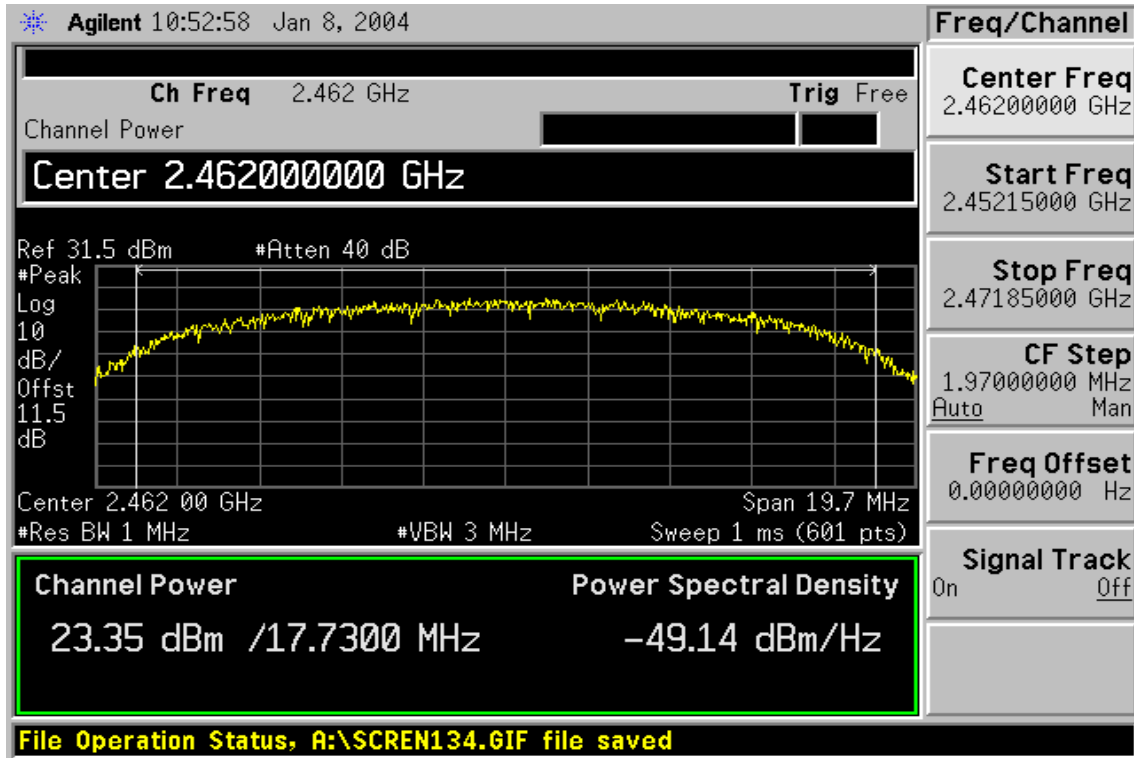 Agilent 10:52:58 Jan 8, 2004
Freq/Channel
Ch Freq 2.462 GHz Trig Free
Channel Power
Center 2.462000000 GHz
Ref 31.5 dBm #Atten 40 dB
#Peak
Log
10
dB/
Offst
11.5
dB
Center 2.462 00 GHz Span 19.7 MHz
#Res BW 1 MHz #VBW 3 MHz Sweep 1 ms (601 pts)
Channel Power Power Spectral Density
23.35 dBm /17.7300 MHz -49.14 dBm/Hz
File Operation Status, A:\SCREN134.GIF file saved
Center Freq
2.46200000 GHz
Start Freq
2.45215000 GHz
Stop Freq
2.47185000 GHz
CF Step
1.97000000 MHz
Auto Man
Freq Offset
0.00000000 Hz
Signal Track
On Off